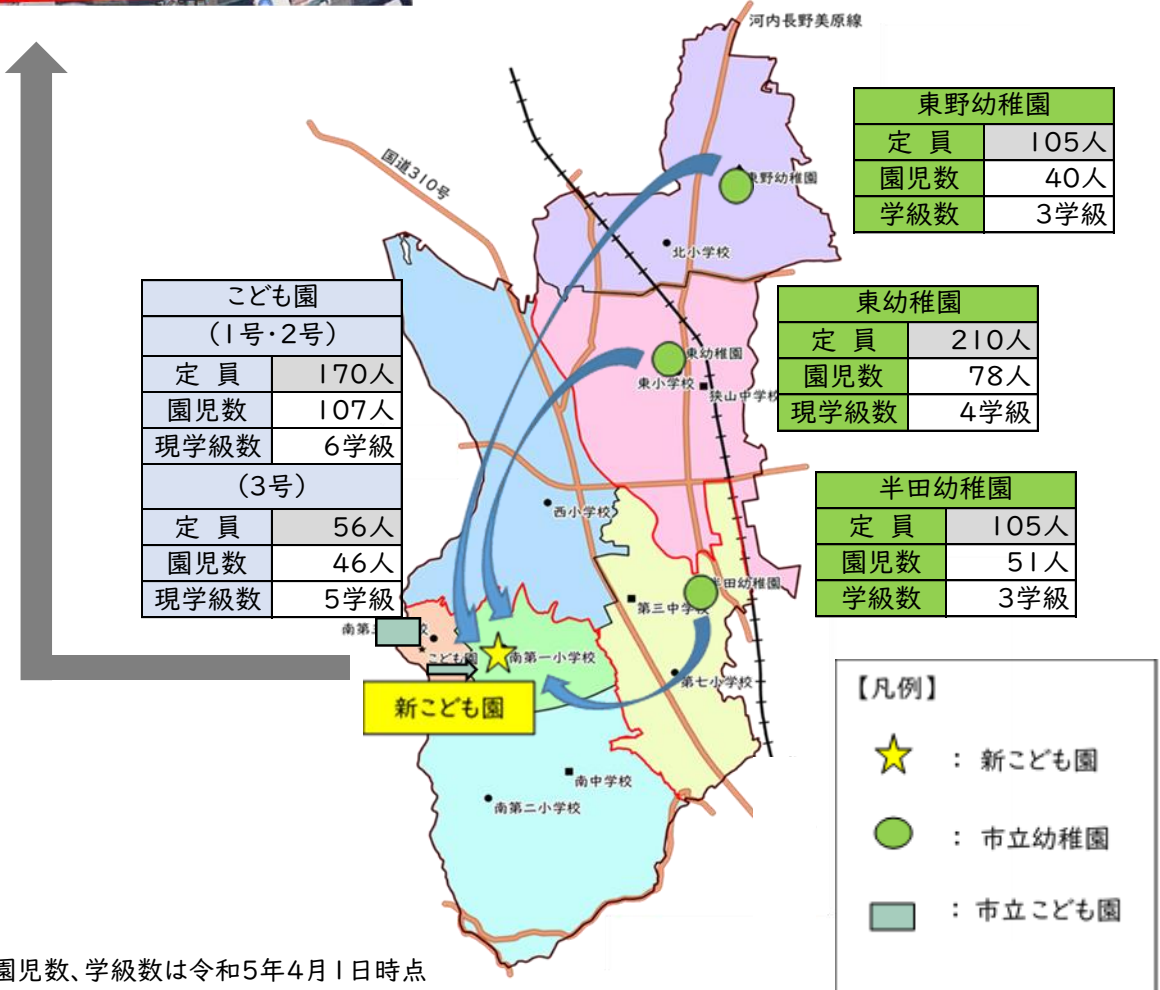 河内長野美原線
国道310号
東野幼稚園
定員 105人
園児数 40人
学級数 3学級
東野幼稚園
北小学校
こども園
(1号・2号)
定員 170人
園児数 107人
現学級数 6学級
(3号)
定員 56人
園児数 46人
現学級数 5学級
東幼稚園
定員 210人
園児数 78人
現学級数 4学級
東幼稚園
東小学校
狭山中学校
西小学校
半田幼稚園
定員 105人
園児数 51人
学級数 3学級
半田幼稚園
第三中学校
南第
校
こども園
南第一小学校
第七小学校
新こども園
南中学校
南第二小学校
【凡例】
: 新こども園
: 市立幼稚園
: 市立こども園
園児数、学級数は令和5年4月1日時点